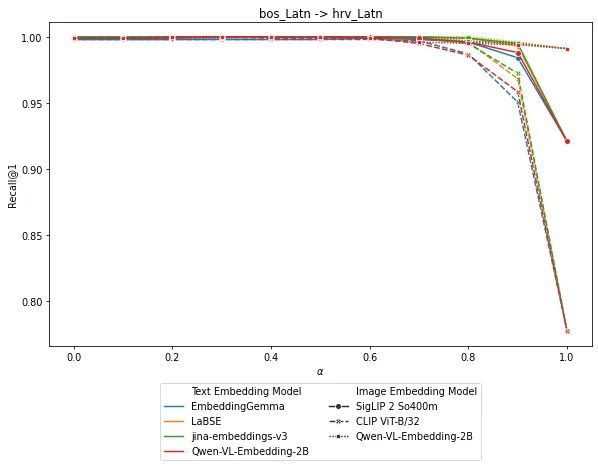 bos_Latn -> hrv_Latn
Recall@1
1.00
0.95
0.90
0.85
0.80
0.0 0.2 0.4 0.6 0.8 1.0
α
Text Embedding Model
EmbeddingGemma
LaBSE
jina-embeddings-v3
Qwen-VL-Embedding-2B
Image Embedding Model
SigLIP 2 So400m
CLIP ViT-B/32
Qwen-VL-Embedding-2B